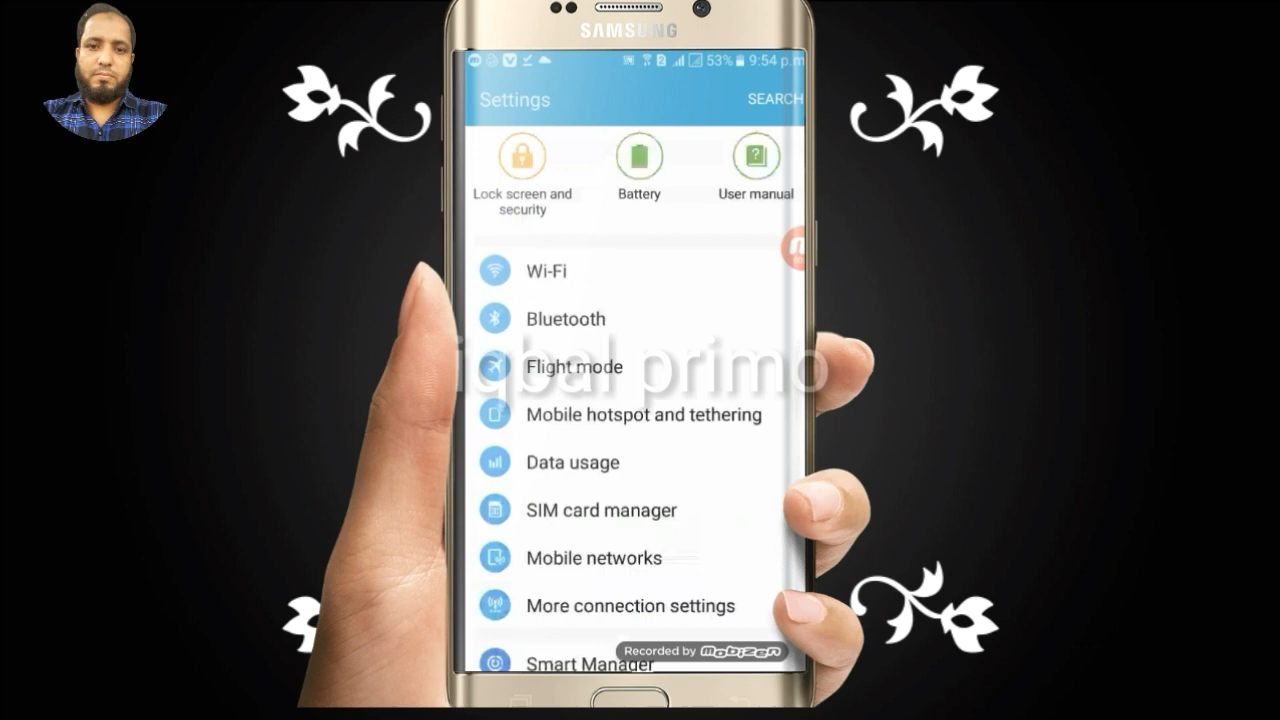 SAMSUNG
53% 9:54 p.m
Settings
SEARCH
Lock screen and
security
Battery
User manual
Wi-Fi
Bluetooth
Flight mode
iqbal primo
Mobile hotspot and tethering
Data usage
SIM card manager
Mobile networks
More connection settings
Recorded by Mobizen
Smart Manager